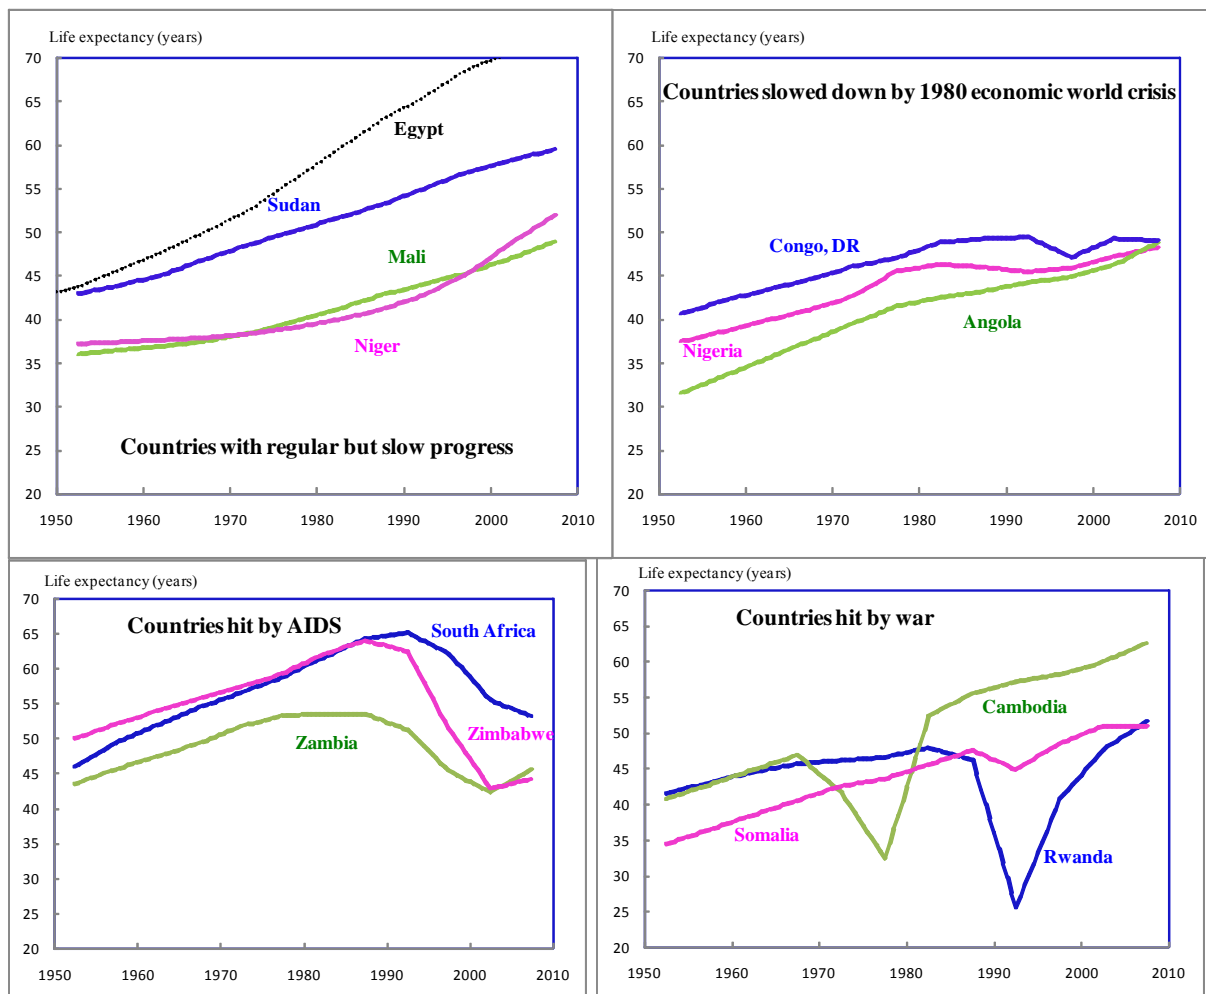 Life expectancy (years)
70
65
60
55
50
45
40
35
30
25
20
Egypt
Sudan
Mali
Niger
Countries with regular but slow progress
1950 1960 1970 1980 1990 2000 2010
Life expectancy (years)
70
65
60
55
50
45
40
35
30
25
20
Countries slowed down by 1980 economic world crisis
Congo, DR
Nigeria
Angola
1950 1960 1970 1980 1990 2000 2010
Life expectancy (years)
70
65
60
55
50
45
40
35
30
25
20
Countries hit by AIDS
South Africa
Zimbabwe
Zambia
1950 1960 1970 1980 1990 2000 2010
Life expectancy (years)
70
65
60
55
50
45
40
35
30
25
20
Countries hit by war
Cambodia
Somalia
Rwanda
1950 1960 1970 1980 1990 2000 2010